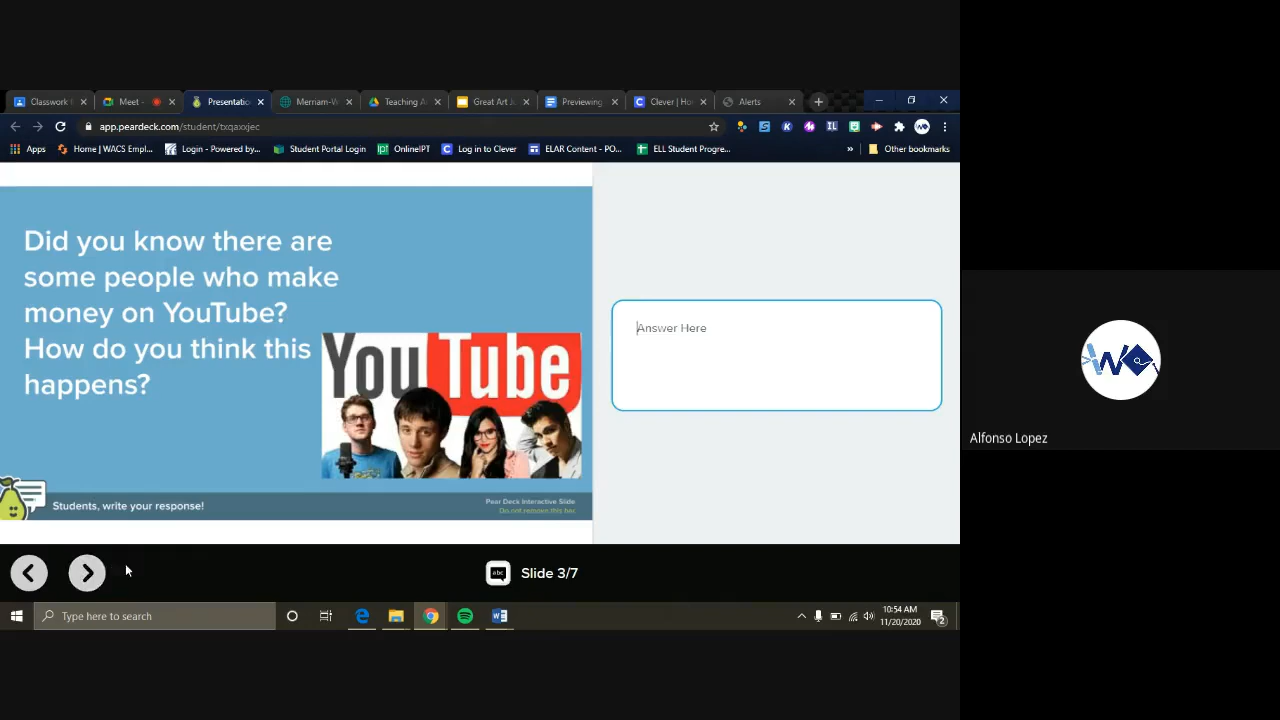 Classwork
Meet -
Presentatio
Merriam-W
Teaching A
Great Art J
Previewing
Clever | Ho
Alerts
app.peardeck.com/student/txqaxxjec
Apps
Home | WACS Empl...
Login - Powered by...
Student Portal Login
OnlineIPT
Log in to Clever
ELAR Content - PO...
ELL Student Progre...
»
Other bookmarks
Did you know there are
some people who make
money on YouTube?
How do you think this
happens?
YouTube
Students, write your response!
Pear Deck Interactive Slide
Do not remove this bar
Answer Here
Alfonso Lopez
abc
Slide 3/7
Type here to search
10:54 AM
11/20/2020
2